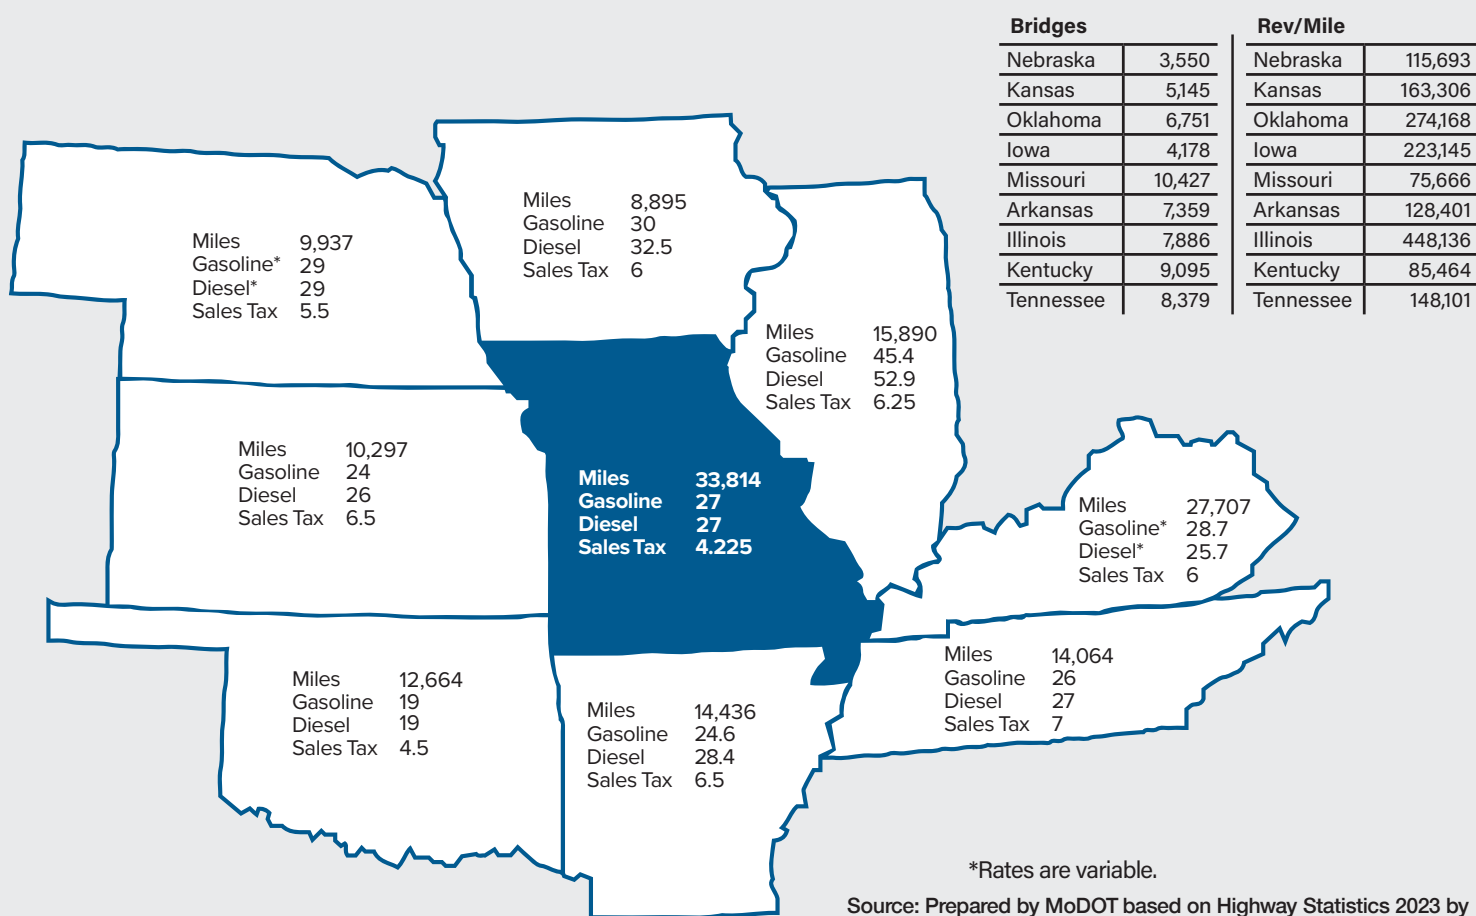 Bridges
Nebraska 3,550
Kansas 5,145
Oklahoma 6,751
Iowa 4,178
Missouri 10,427
Arkansas 7,359
Illinois 7,886
Kentucky 9,095
Tennessee 8,379
Rev/Mile
Nebraska 115,693
Kansas 163,306
Oklahoma 274,168
Iowa 223,145
Missouri 75,666
Arkansas 128,401
Illinois 448,136
Kentucky 85,464
Tennessee 148,101
Miles 9,937
Gasoline* 29
Diesel* 29
Sales Tax 5.5
Miles 8,895
Gasoline 30
Diesel 32.5
Sales Tax 6
Miles 15,890
Gasoline 45.4
Diesel 52.9
Sales Tax 6.25
Miles 10,297
Gasoline 24
Diesel 26
Sales Tax 6.5
Miles 33,814
Gasoline 27
Diesel 27
Sales Tax 4.225
Miles 27,707
Gasoline* 28.7
Diesel* 25.7
Sales Tax 6
Miles 12,664
Gasoline 19
Diesel 19
Sales Tax 4.5
Miles 14,436
Gasoline 24.6
Diesel 28.4
Sales Tax 6.5
Miles 14,064
Gasoline 26
Diesel 27
Sales Tax 7
*Rates are variable.
Source: Prepared by MoDOT based on Highway Statistics 2023 by